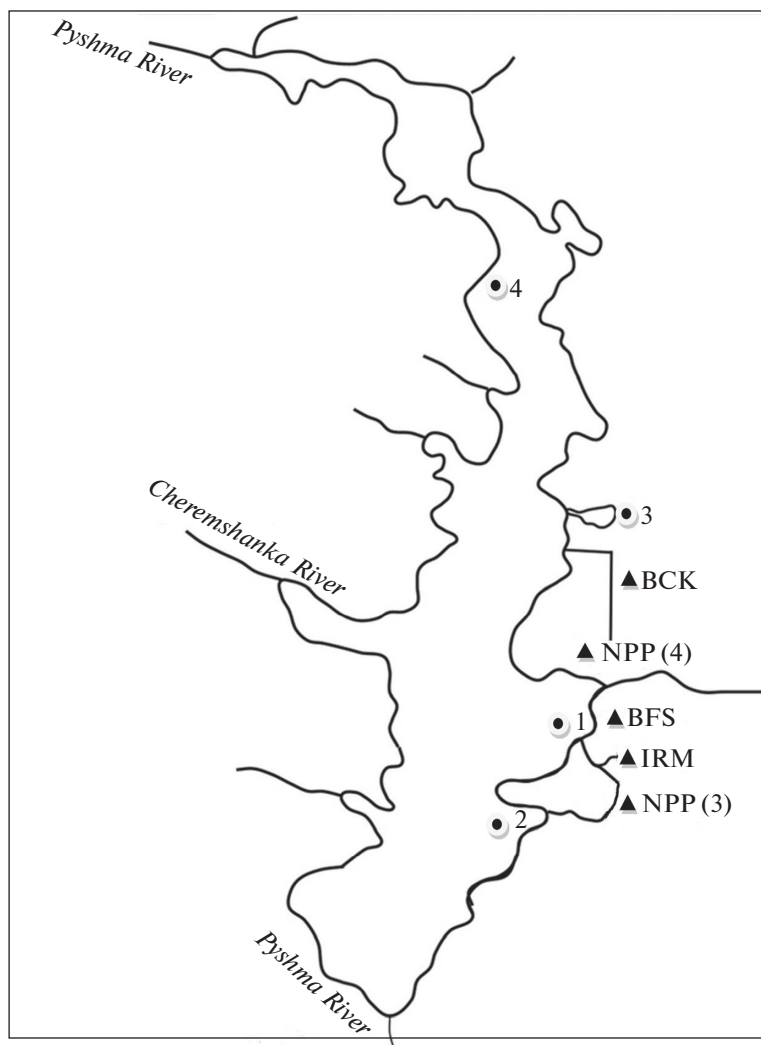 Pyshma River
4
3
Cheremshanka River
BCK
NPP (4)
1
BFS
IRM
NPP (3)
2
Pyshma River